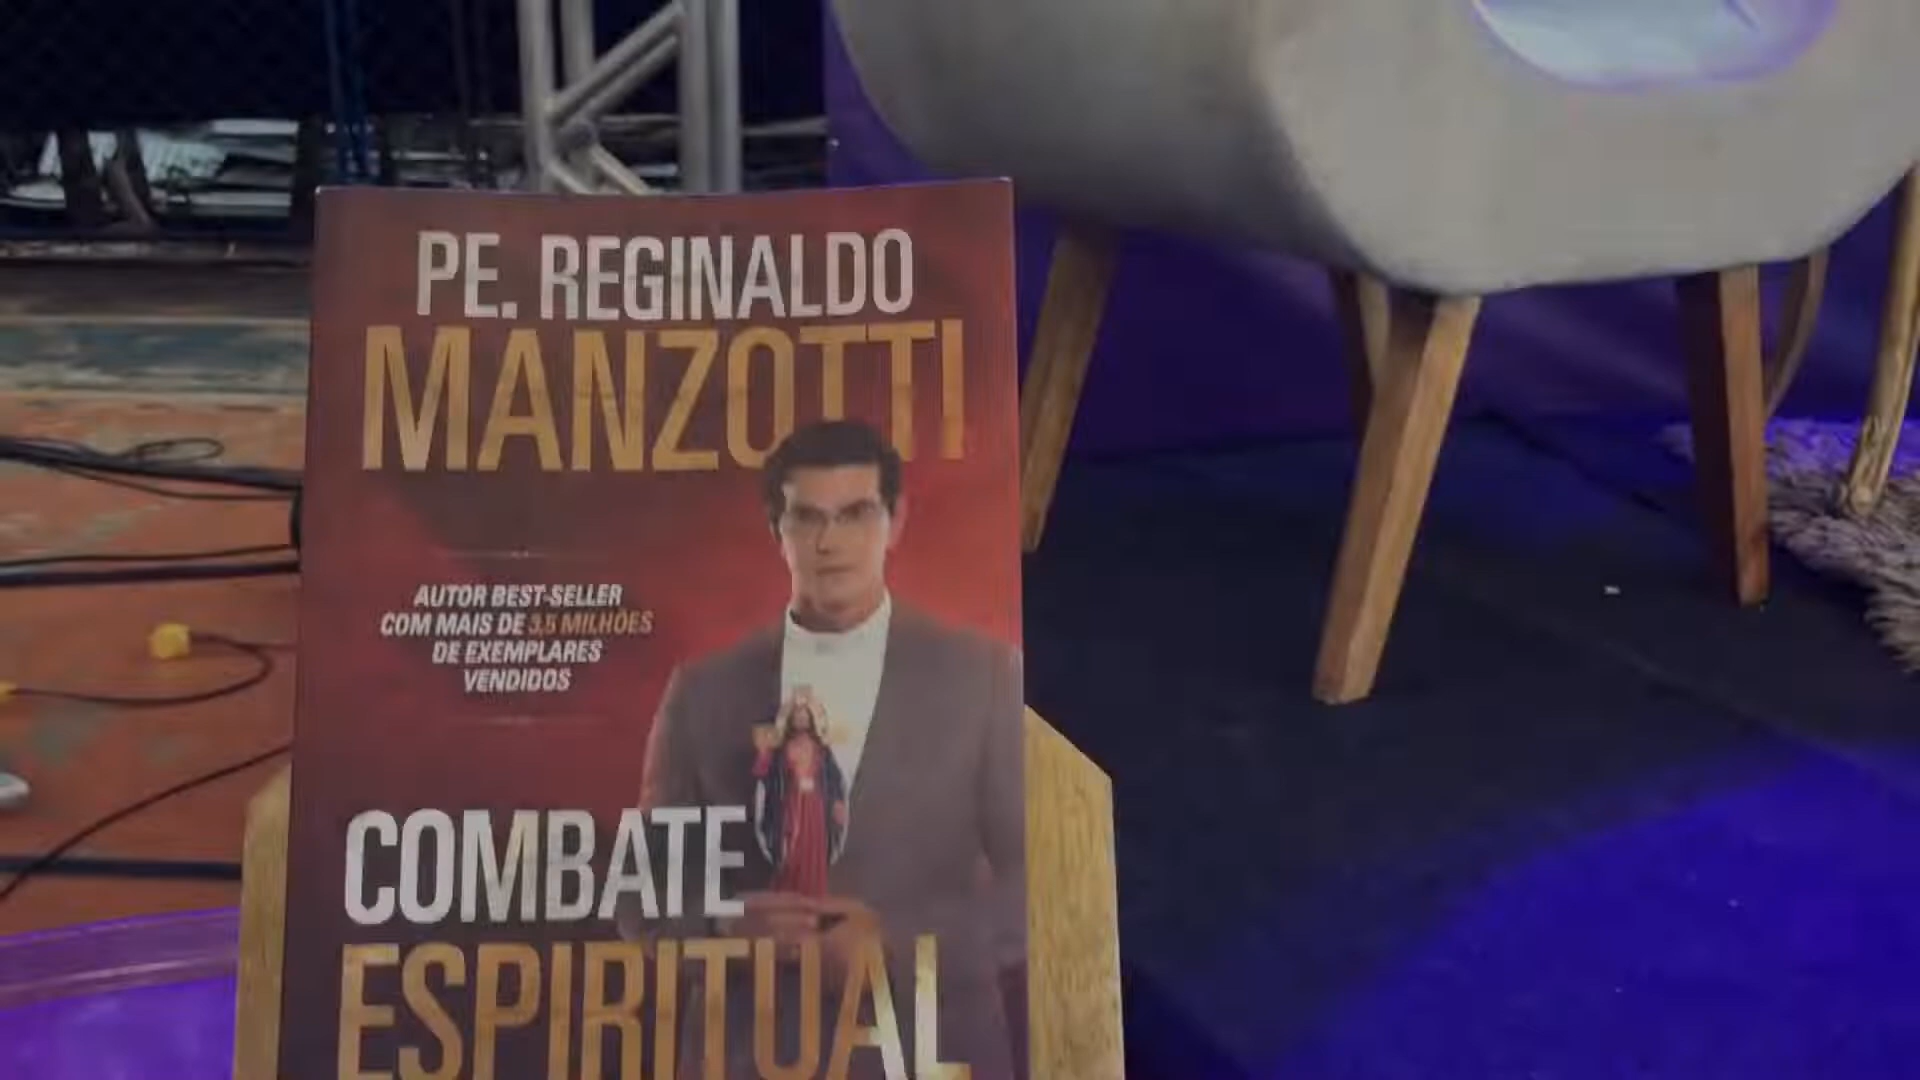 PE. REGINALDO
MANZOTTI
AUTOR BEST-SELLER
COM MAIS DE 3,5 MILHÕES
DE EXEMPLARES
VENDIDOS
COMBATE
ESPIRITUAL